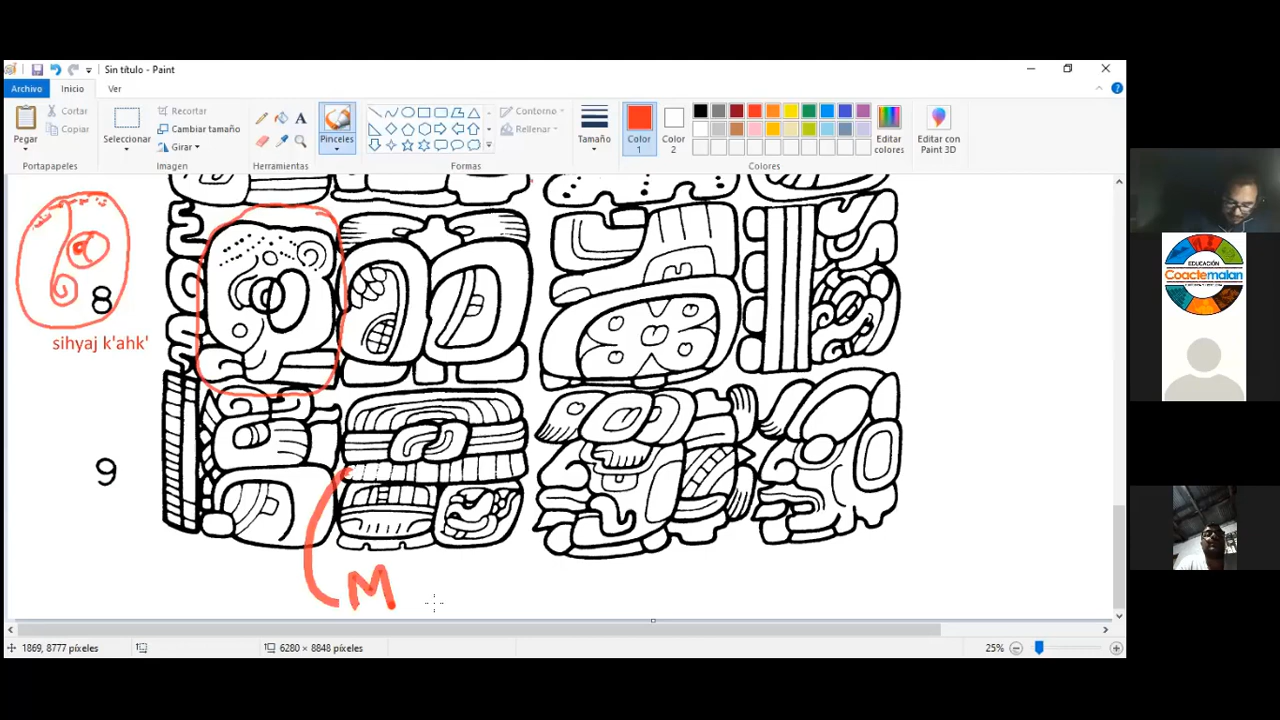 Sin título - Paint
Archivo
Inicio
Ver
Pegar
Cortar
Copiar
Portapapeles
Seleccionar
Recortar
Cambiar tamaño
Girar
Imagen
Herramientas
Pinceles
Contorno
Rellenar
Formas
Tamaño
Color 1
Color 2
Editar colores
Colores
Editar con Paint 3D
8
sihyaj k'ahk'
9
M
1869, 8777 píxeles
6280 × 8848 píxeles
25%
EDUCACIÓN
Coactemalan